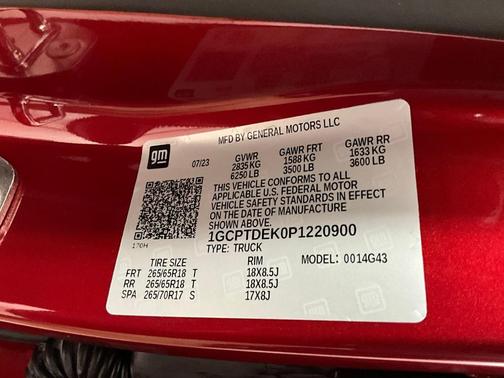 MFD BY GENERAL MOTORS LLC
gm
07/23
GVWR GAWR FRT GAWR RR
2835 KG 1588 KG 1633 KG
6250 LB 3500 LB 3600 LB
THIS VEHICLE CONFORMS TO ALL
APPLICABLE U.S. FEDERAL MOTOR
VEHICLE SAFETY STANDARDS IN EFFECT
ON THE DATE OF MANUFACTURE
SHOWN ABOVE.
1GCPTDEK0P1220900
TYPE: TRUCK
TIRE SIZE RIM MODEL: 0014G43
FRT 265/65R18 T 18X8.5J
RR 265/65R18 T 18X8.5J
SPA 265/70R17 S 17X8J